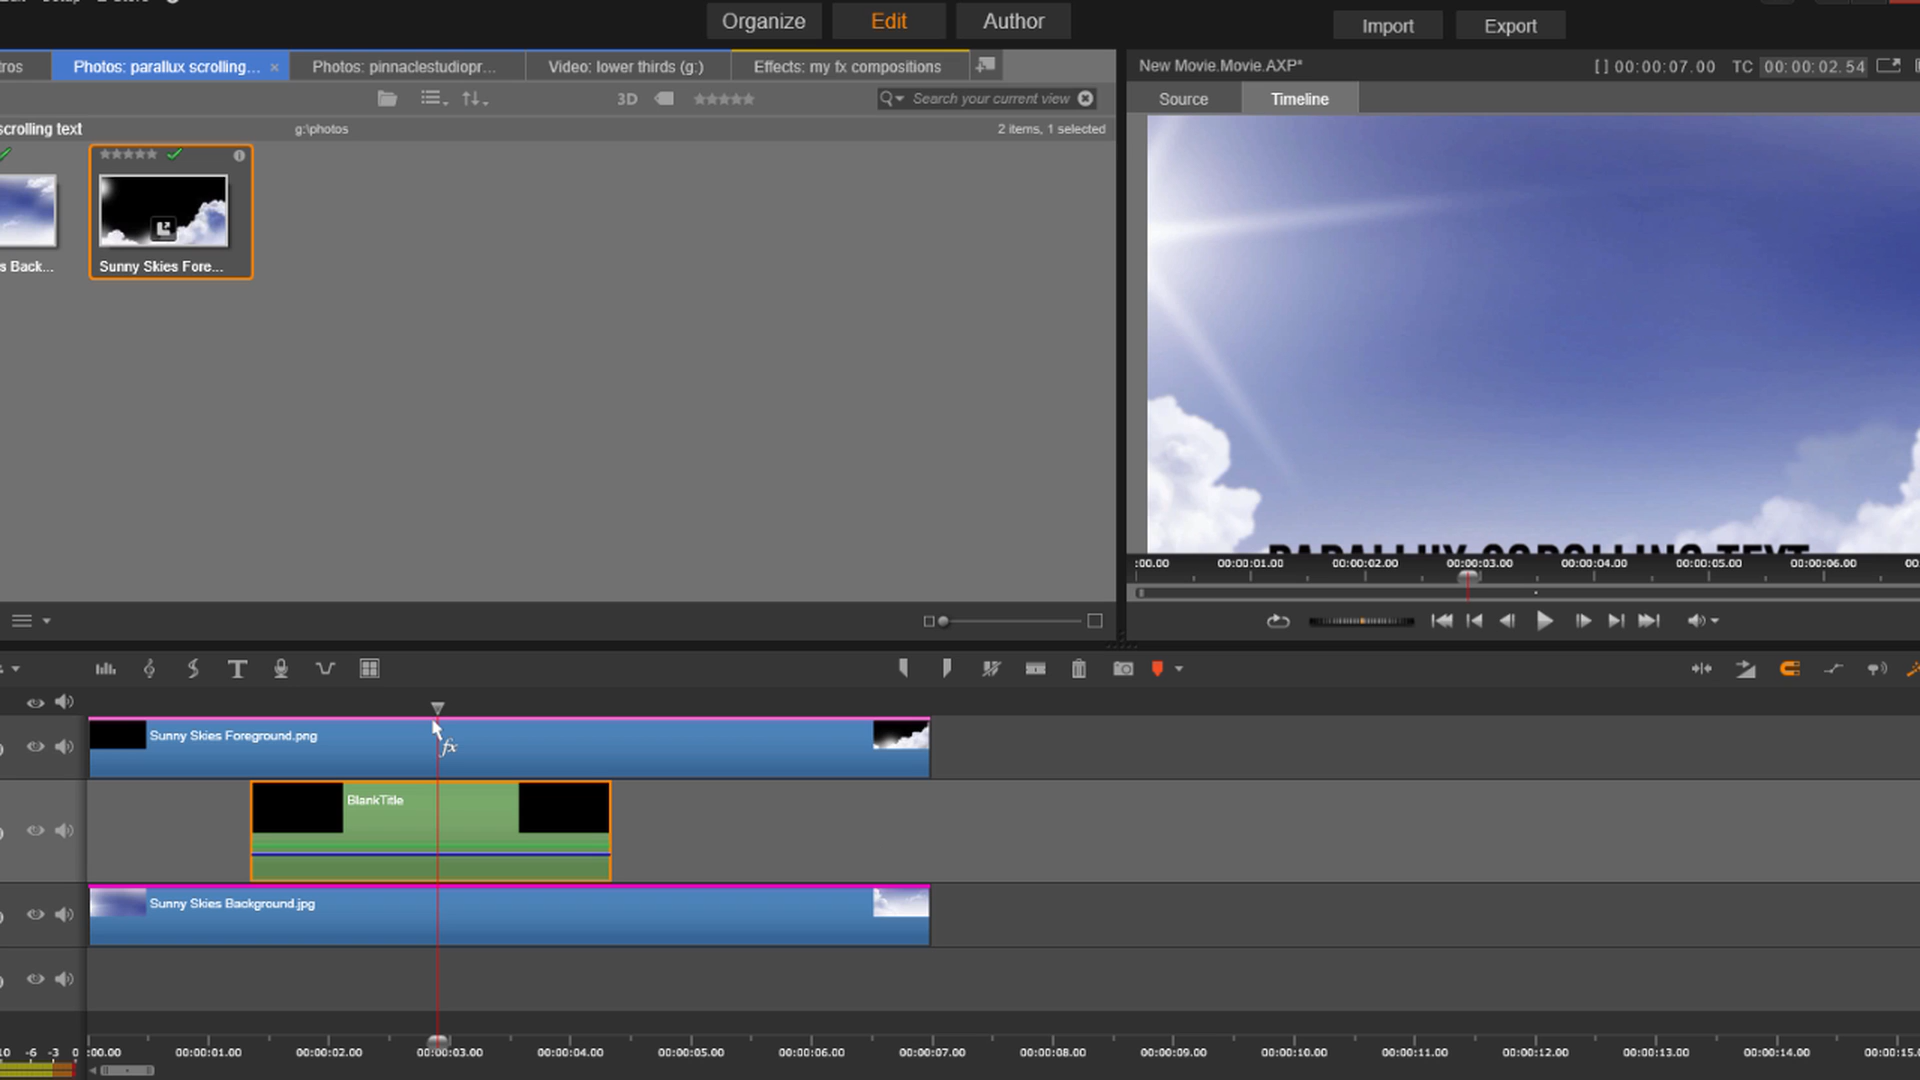 Organize Edit Author Import Export
tros Photos: parallux scrolling... × Photos: pinnaclestudiopr... Video: lower thirds (g:) Effects: my fx compositions
New Movie.Movie.AXP* [] 00:00:07.00 TC 00:00:02.54
3D Search your current view
Source Timeline
scrolling text g:\photos 2 items, 1 selected
s Back... Sunny Skies Fore...
PARALLUX SCROLLING TEXT
:00.00 00:00:01.00 00:00:02.00 00:00:03.00 00:00:04.00 00:00:05.00 00:00:06.00 00
Sunny Skies Foreground.png
fx
BlankTitle
Sunny Skies Background.jpg
10 -6 -3 0 :00.00 00:00:01.00 00:00:02.00 00:00:03.00 00:00:04.00 00:00:05.00 00:00:06.00 00:00:07.00 00:00:08.00 00:00:09.00 00:00:10.00 00:00:11.00 00:00:12.00 00:00:13.00 00:00:14.00 00:00:15.0